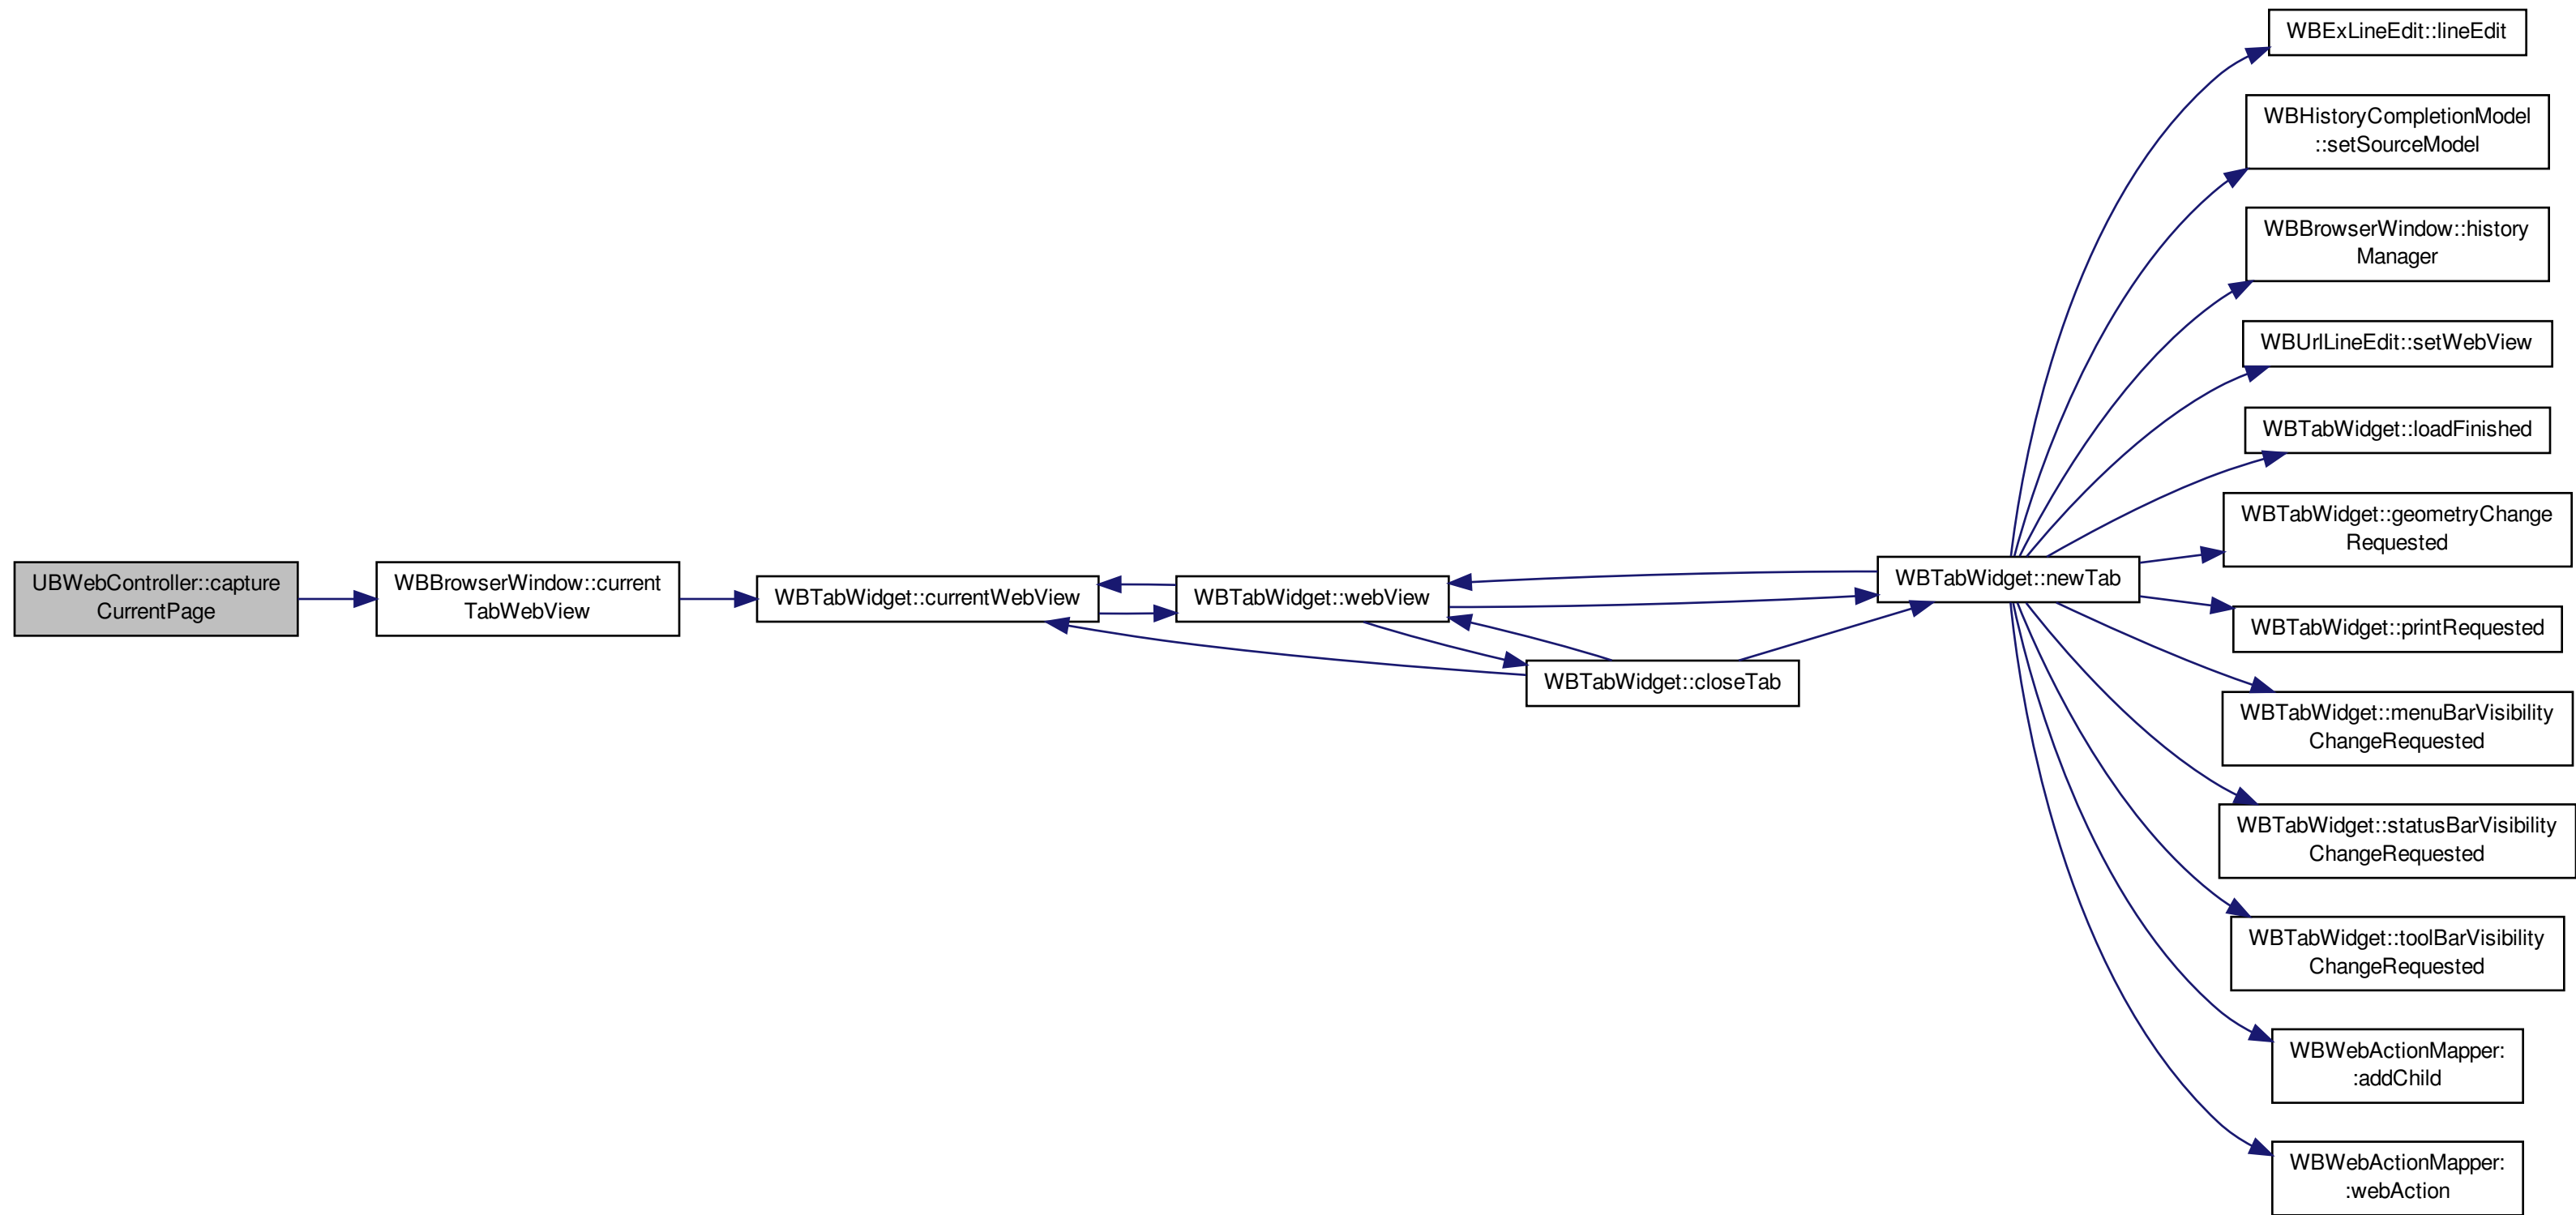 UBWebController::capture
CurrentPage
WBBrowserWindow::current
TabWebView
WBTabWidget::currentWebView
WBTabWidget::webView
WBTabWidget::closeTab
WBTabWidget::newTab
WBExLineEdit::lineEdit
WBHistoryCompletionModel
::setSourceModel
WBBrowserWindow::history
Manager
WBUrlLineEdit::setWebView
WBTabWidget::loadFinished
WBTabWidget::geometryChange
Requested
WBTabWidget::printRequested
WBTabWidget::menuBarVisibility
ChangeRequested
WBTabWidget::statusBarVisibility
ChangeRequested
WBTabWidget::toolBarVisibility
ChangeRequested
WBWebActionMapper:
:addChild
WBWebActionMapper:
:webAction